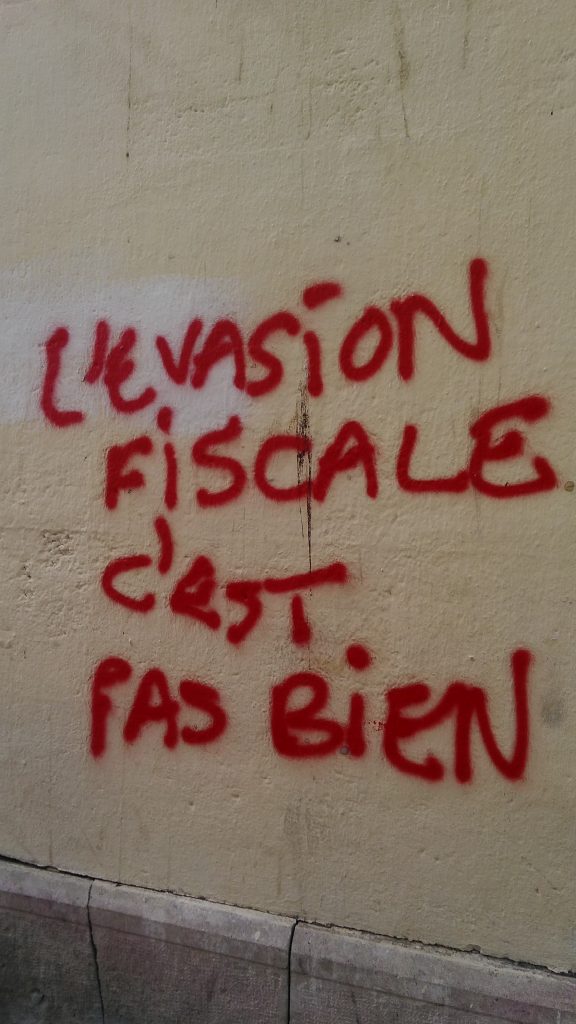 L'EVASION
FISCALE
C'EST
PAS BIEN